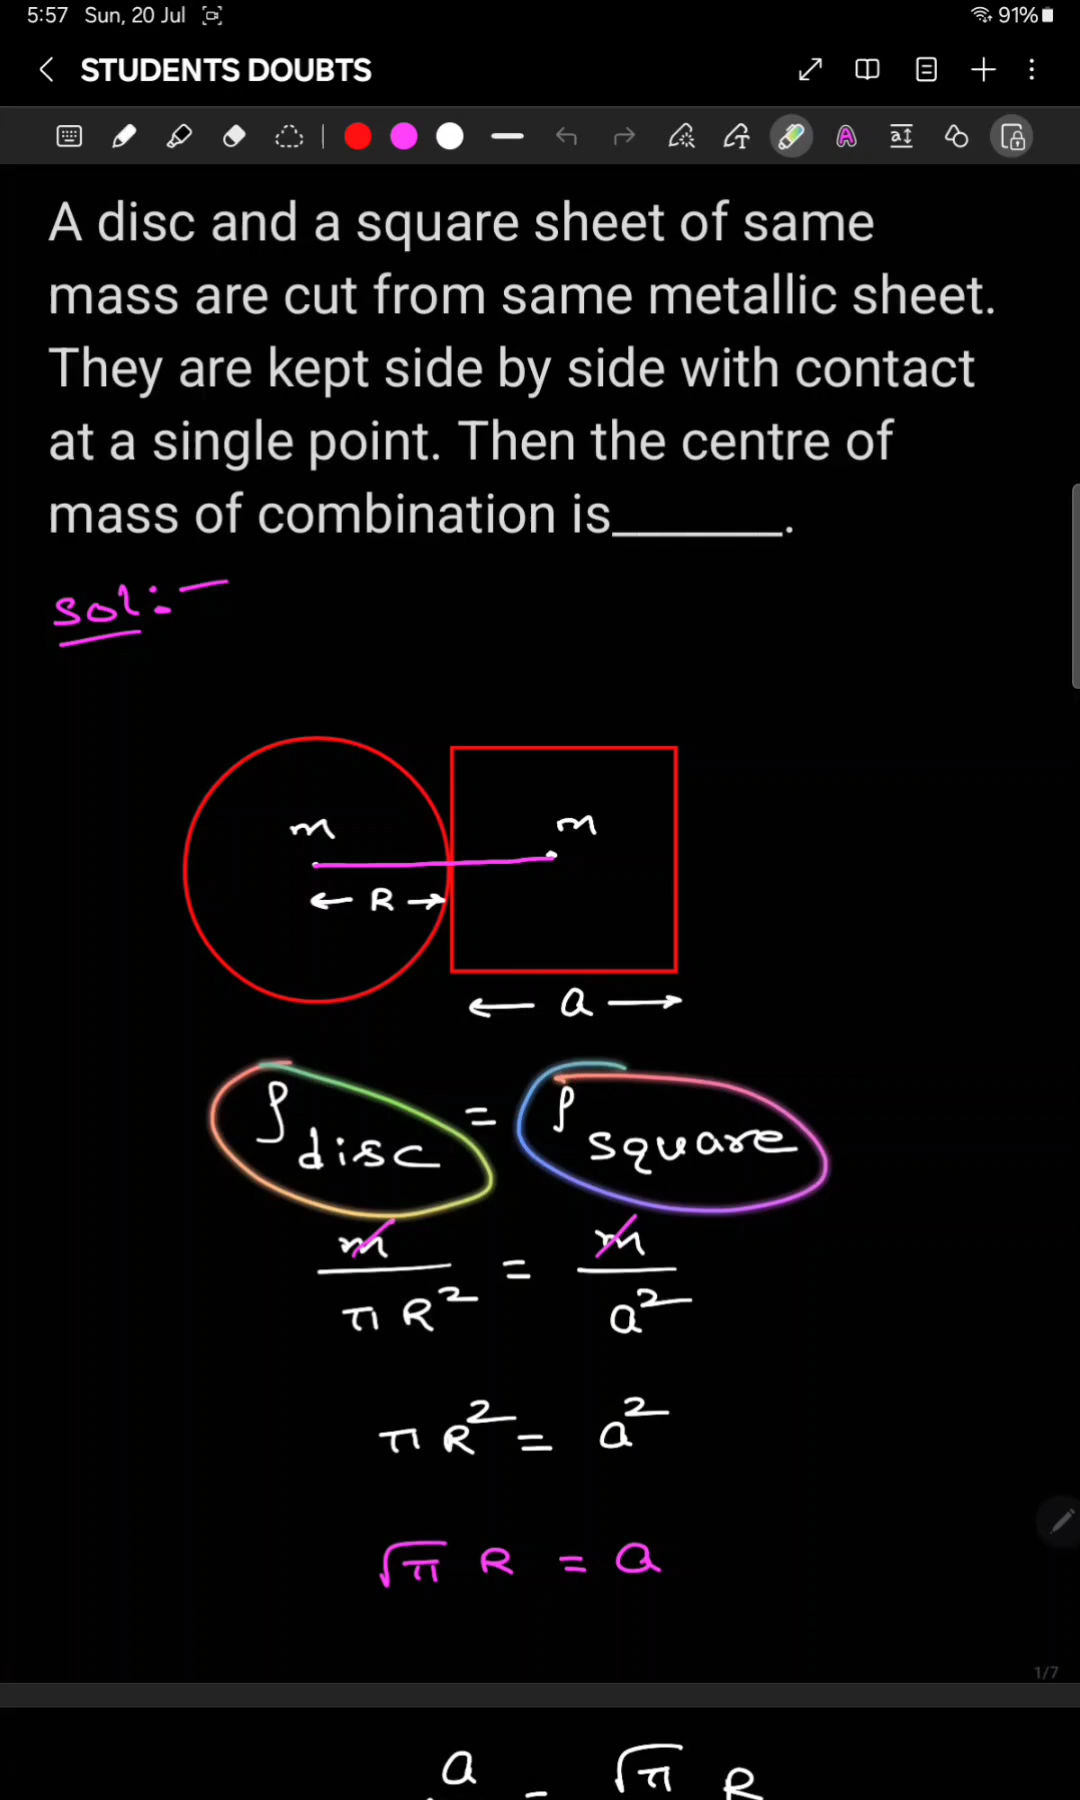 5:57 Sun, 20 Jul 91%
STUDENTS DOUBTS
A disc and a square sheet of same
mass are cut from same metallic sheet.
They are kept side by side with contact
at a single point. Then the centre of
mass of combination is_______.
sol:-
m m
← R →
← a →
ρ disc = ρ square
m/πR² = m/a²
πR² = a²
√π R = a
1/7
a = √π R